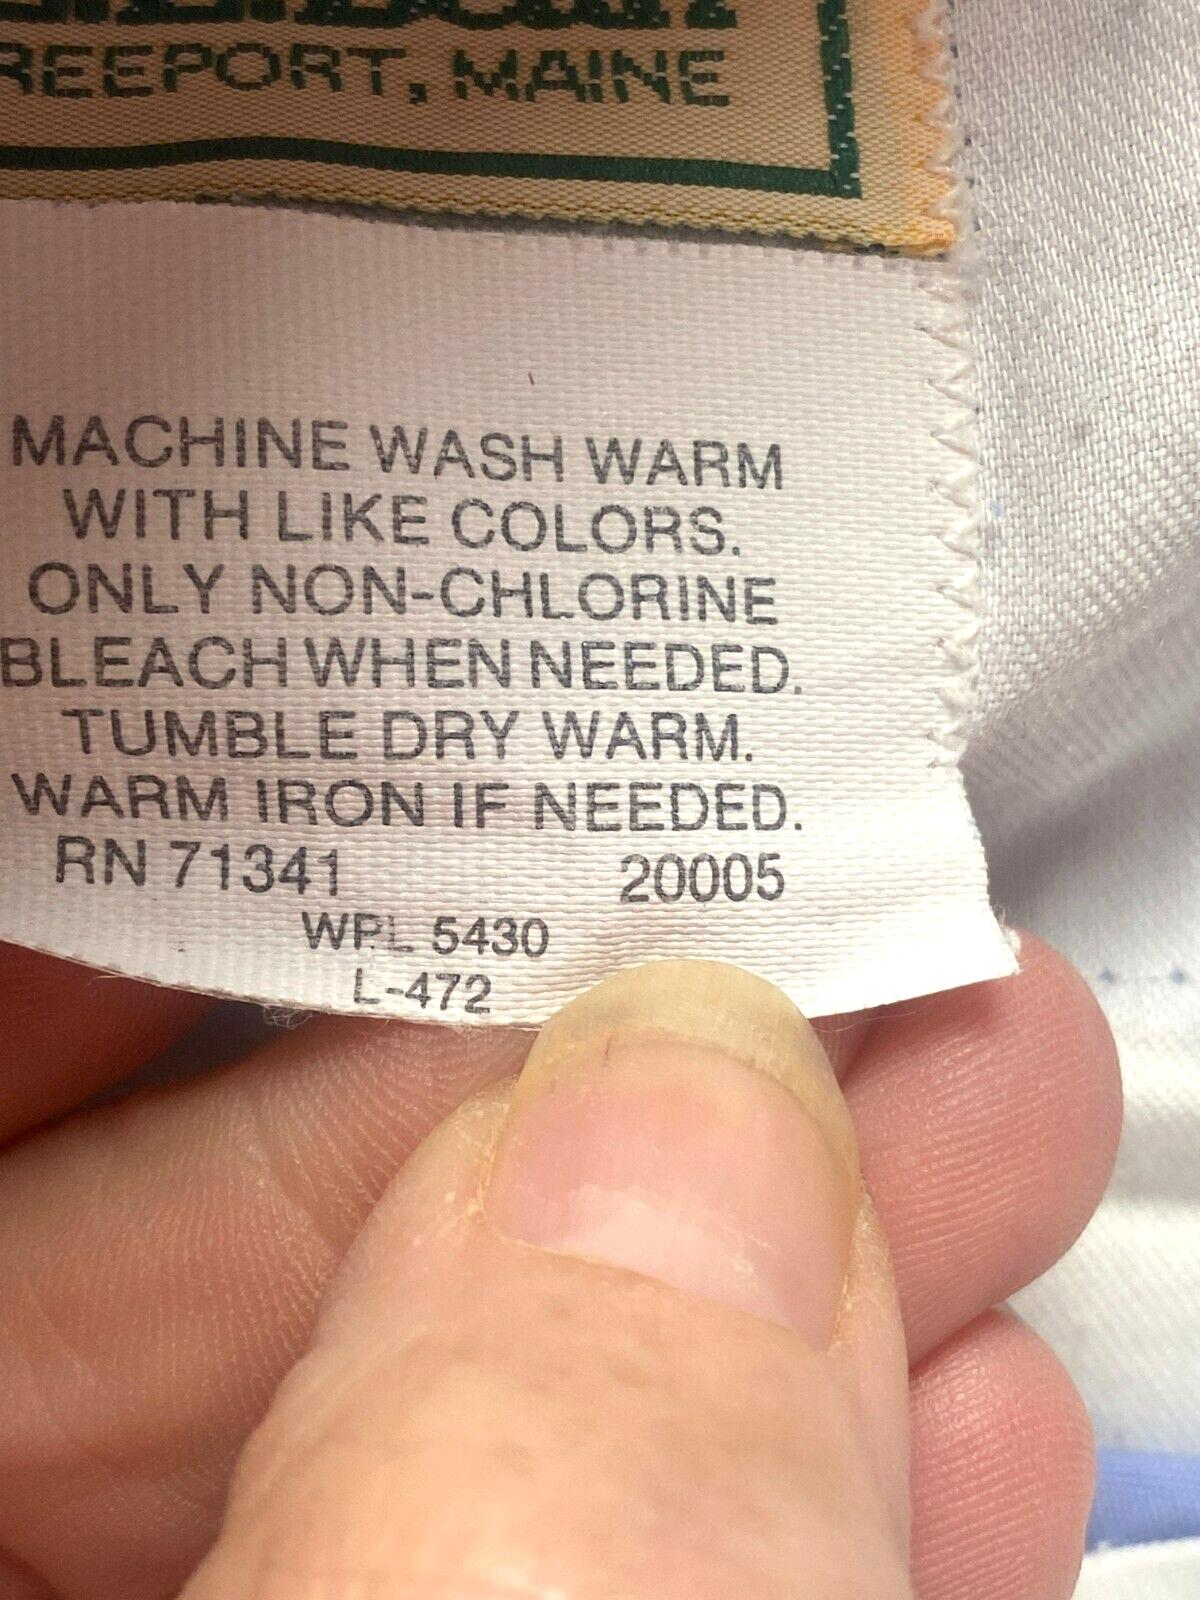 REEPORT, MAINE
MACHINE WASH WARM
WITH LIKE COLORS.
ONLY NON-CHLORINE
BLEACH WHEN NEEDED.
TUMBLE DRY WARM.
WARM IRON IF NEEDED.
RN 71341 20005
WPL 5430
L-472